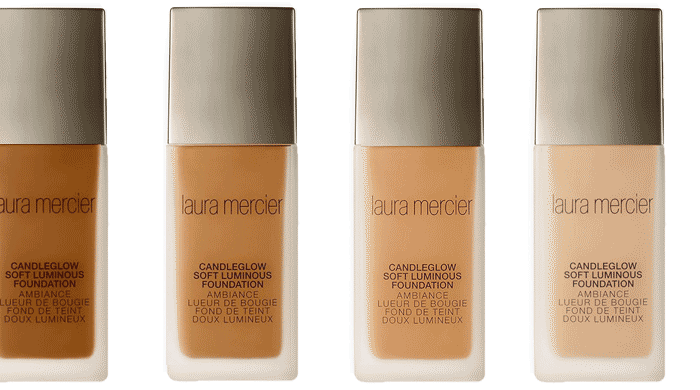 aura mercier
CANDLEGLOW
SOFT LUMINOUS
FOUNDATION
AMBIANCE
LUEUR DE BOUGIE
FOND DE TEINT
DOUX LUMINEUX
laura mercier
CANDLEGLOW
SOFT LUMINOUS
FOUNDATION
AMBIANCE
LUEUR DE BOUGIE
FOND DE TEINT
DOUX LUMINEUX
laura mercier
CANDLEGLOW
SOFT LUMINOUS
FOUNDATION
AMBIANCE
LUEUR DE BOUGIE
FOND DE TEINT
DOUX LUMINEUX
laura mercier
CANDLEGLOW
SOFT LUMINOUS
FOUNDATION
AMBIANCE
LUEUR DE BOUGIE
FOND DE TEINT
DOUX LUMINEUX